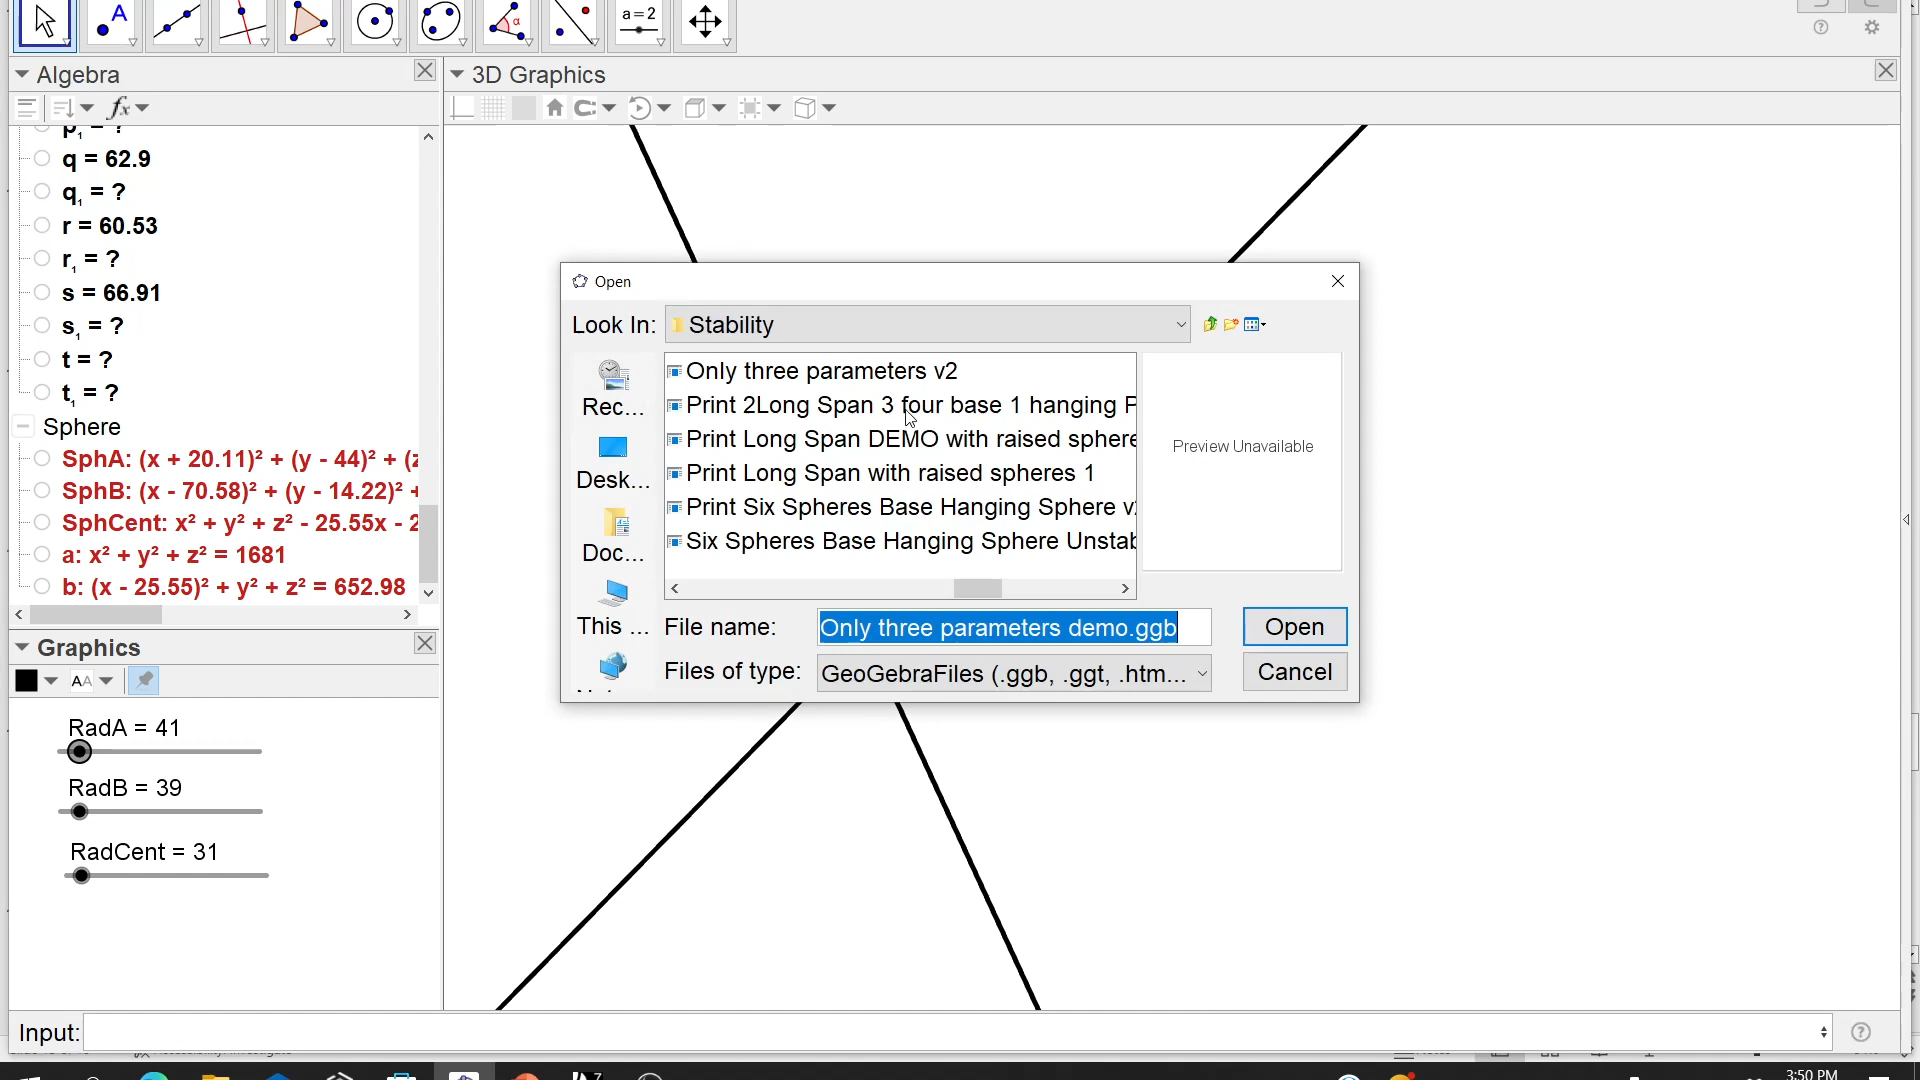 A
α
a=2
Algebra
3D Graphics
fx
p₁ = ?
q = 62.9
q₁ = ?
r = 60.53
r₁ = ?
s = 66.91
s₁ = ?
t = ?
t₁ = ?
Sphere
SphA: (x + 20.11)² + (y - 44)² + (z
SphB: (x - 70.58)² + (y - 14.22)² +
SphCent: x² + y² + z² - 25.55x - 2
a: x² + y² + z² = 1681
b: (x - 25.55)² + y² + z² = 652.98
Graphics
AA
RadA = 41
RadB = 39
RadCent = 31
Open
Look In: Stability
Rec...
Desk...
Doc...
This ...
Only three parameters v2
Print 2Long Span 3 four base 1 hanging P
Print Long Span DEMO with raised sphere
Print Long Span with raised spheres 1
Print Six Spheres Base Hanging Sphere v
Six Spheres Base Hanging Sphere Unstab
Preview Unavailable
File name: Only three parameters demo.ggb Open
Files of type: GeoGebraFiles (.ggb, .ggt, .htm... Cancel
Input:
3:50 PM